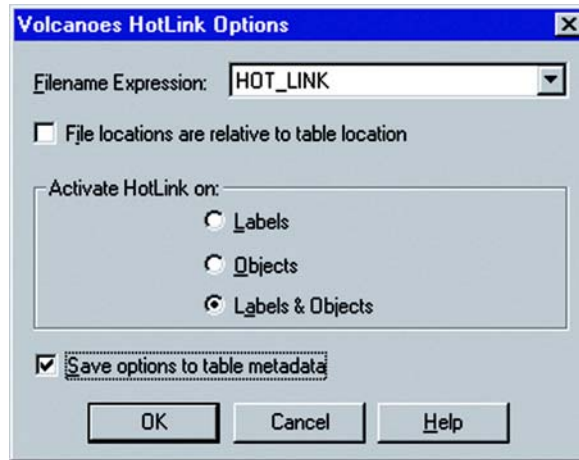 Volcanoes HotLink Options
Filename Expression: HOT_LINK
File locations are relative to table location
Activate HotLink on:
Labels
Objects
Labels & Objects
Save options to table metadata
OK Cancel Help